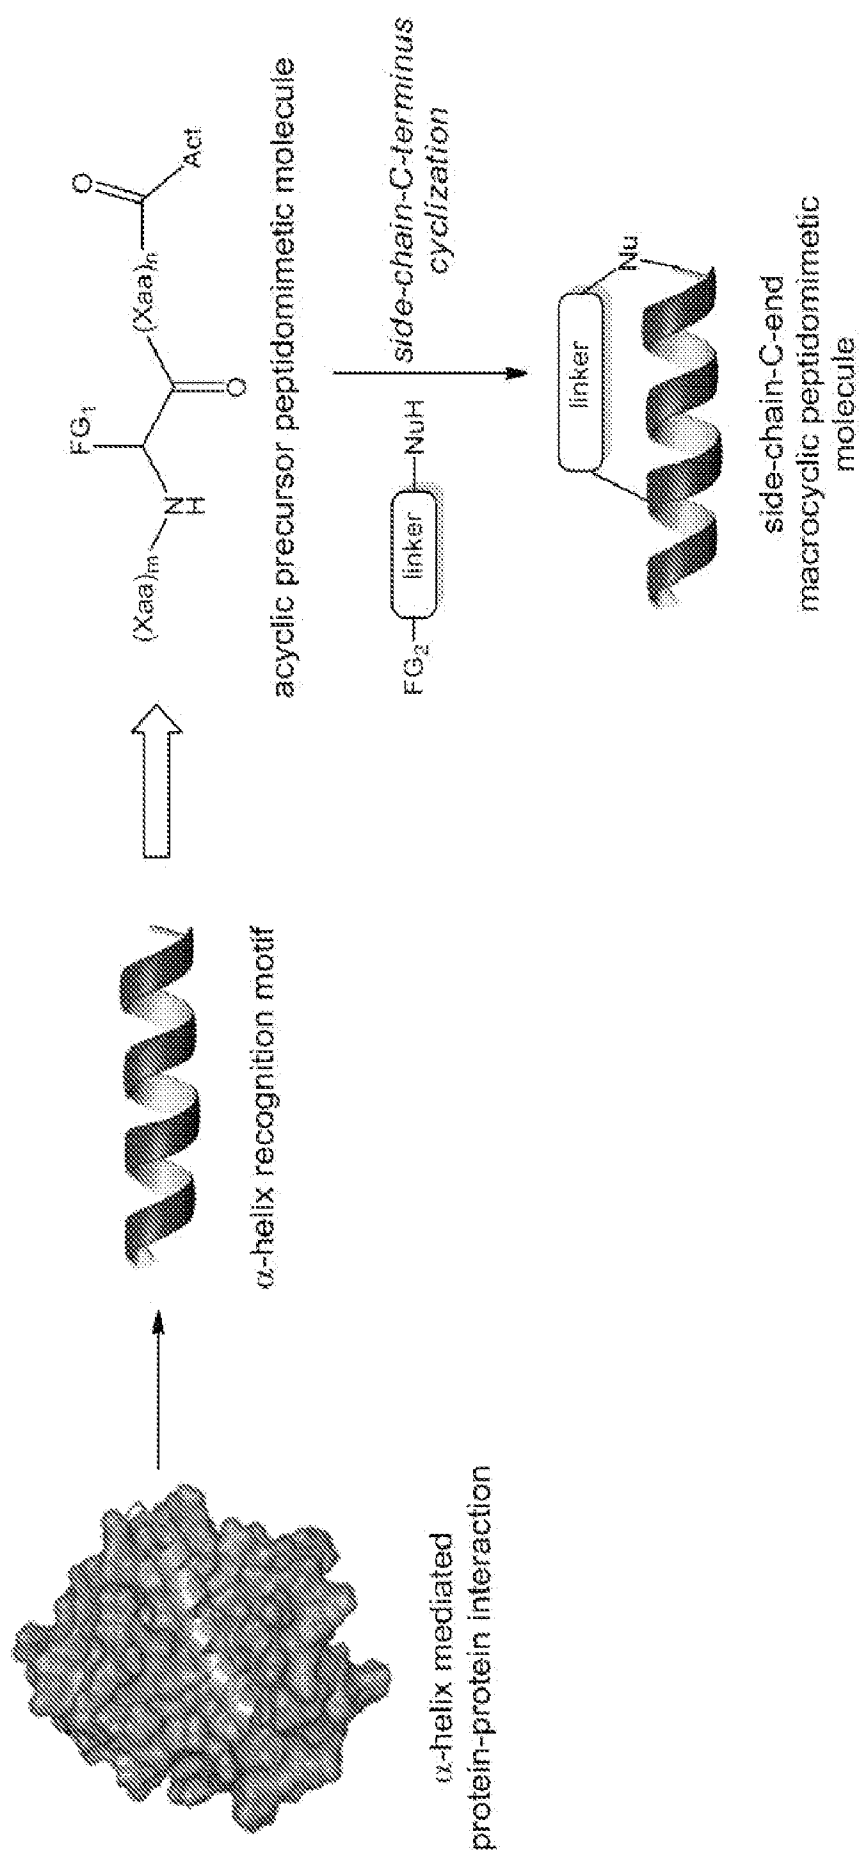 α-helix mediated
protein-protein interaction
α-helix recognition motif
FG₁
O
(Xaa)ₘ
N
H
(Xaa)ₙ
O
Act
acyclic precursor peptidomimetic molecule
FG₂
linker
NuH
side-chain-C-terminus
cyclization
linker
Nu
side-chain-C-end
macrocyclic peptidomimetic
molecule